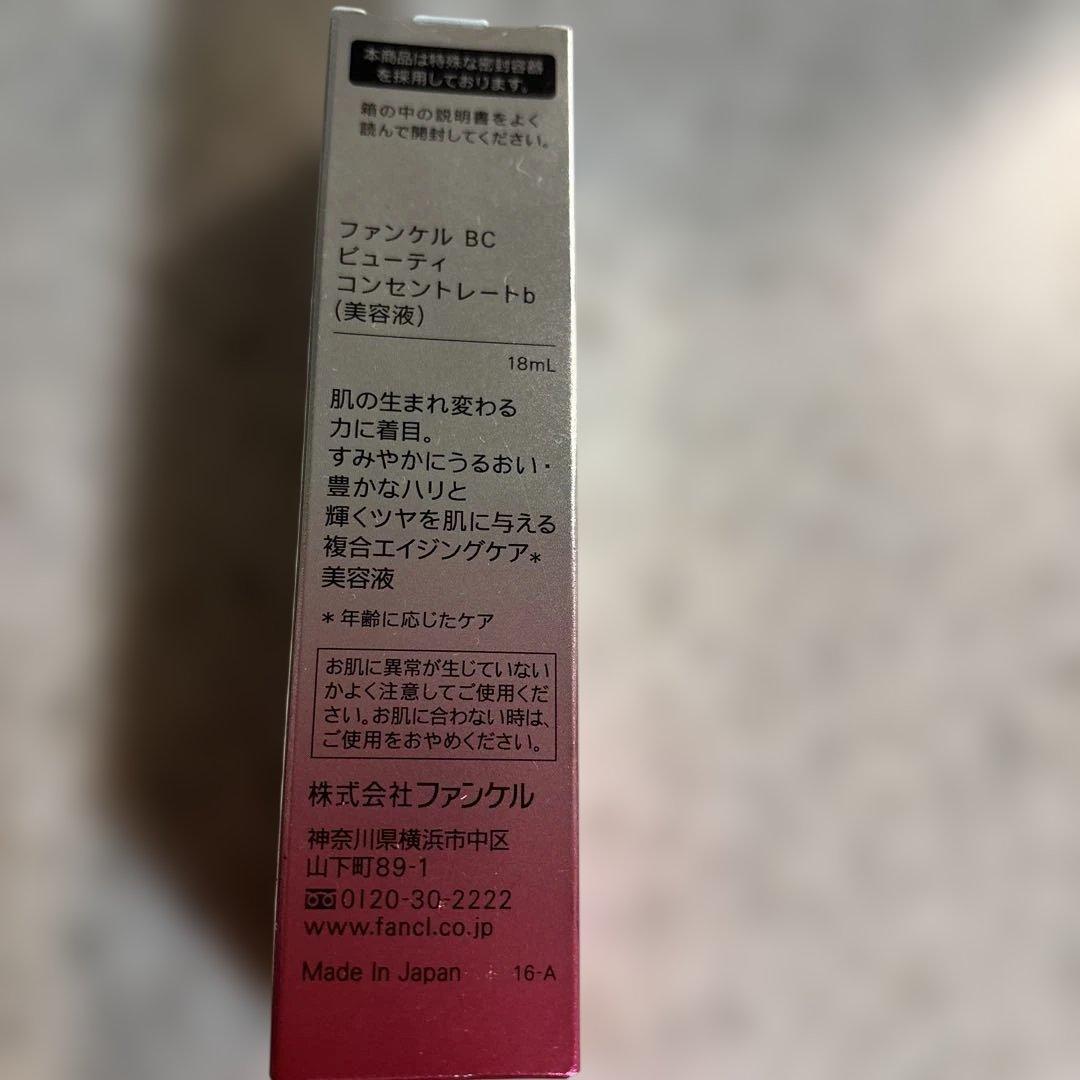 本商品は特殊な密封容器
を採用しております。
箱の中の説明書をよく
読んで開封してください。
ファンケル BC
ビューティ
コンセントレートb
(美容液)
18mL
肌の生まれ変わる
力に着目。
すみやかにうるおい・
豊かなハリと
輝くツヤを肌に与える
複合エイジングケア*
美容液
* 年齢に応じたケア
お肌に異常が生じていない
かよく注意してご使用くだ
さい。お肌に合わない時は、
ご使用をおやめください。
株式会社ファンケル
神奈川県横浜市中区
山下町89-1
0120-30-2222
www.fancl.co.jp
Made In Japan 16-A